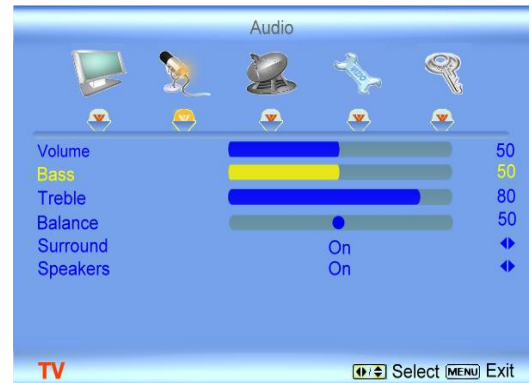 Audio
Volume 50
Bass 50
Treble 80
Balance 50
Surround On
Speakers On
TV Select MENU Exit